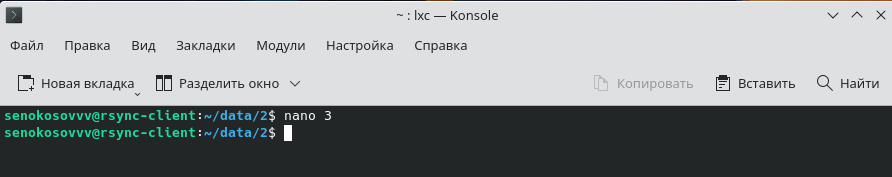 ~ : lxc — Konsole
Файл Правка Вид Закладки Модули Настройка Справка
Новая вкладка Разделить окно Копировать Вставить Найти
senokosovvv@rsync-client:~/data/2$ nano 3
senokosovvv@rsync-client:~/data/2$